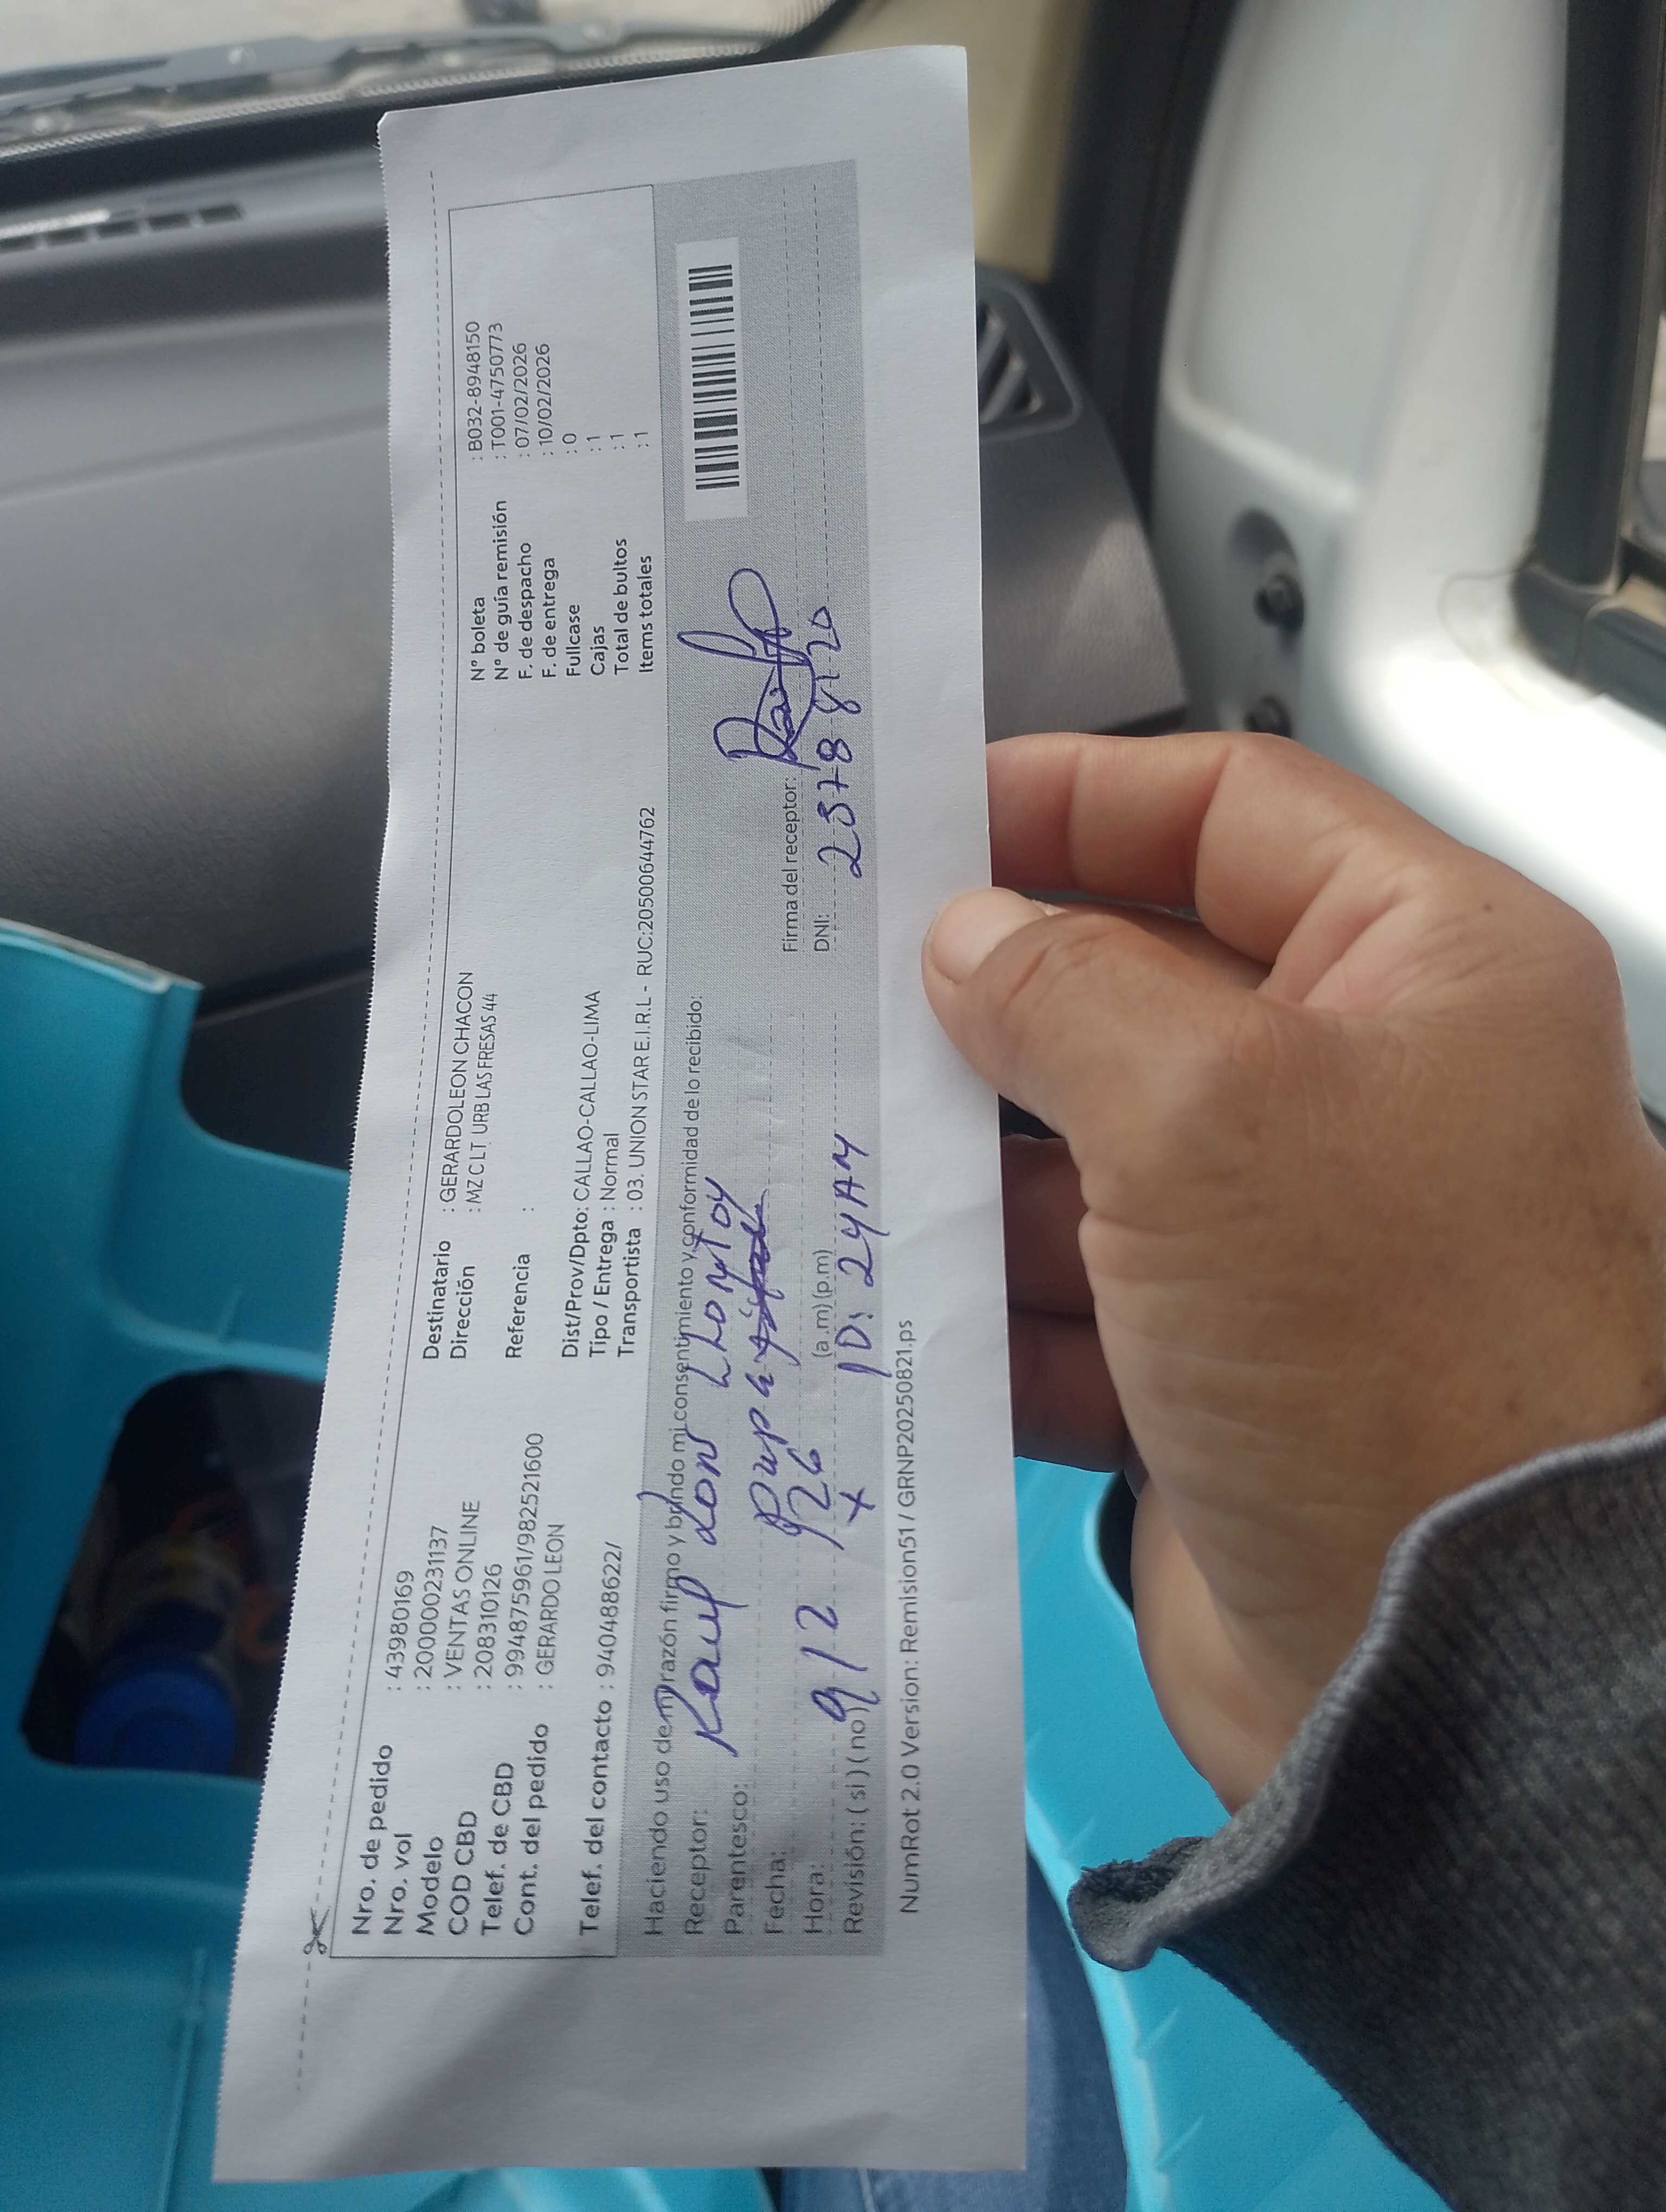 Nro. de pedido : 43980169
Nro. vol : 200000231137
Modelo : VENTAS ONLINE
COD CBD : 208310126
Telef. de CBD : 994875961/982521600
Cont. del pedido : GERARDO LEON
Telef. del contacto : 940488622/
Destinatario : GERARDOLEON CHACON
Dirección : MZ C LT URB LAS FRESAS 44
Referencia :
Dist/Prov/Dpto: CALLAO-CALLAO-LIMA
Tipo / Entrega : Normal
Transportista : 03. UNION STAR E.I.R.L - RUC:20500644762
N° boleta : B032-8948150
N° de guía remisión : T001-4750773
F. de despacho : 07/02/2026
F. de entrega : 10/02/2026
Fullcase : 0
Cajas : 1
Total de bultos : 1
Items totales : 1
Haciendo uso de mi razón firmo y brindo mi consentimiento y conformidad de lo recibido:
Receptor:
Parentesco: Papa
Fecha: 9/2/26
Hora: (a.m) (p.m) 10:24 AM
Revisión: ( si ) ( no ) x
Firma del receptor:
DNI:
NumRot 2.0 Version: Remision51 / GRNP20250821.ps